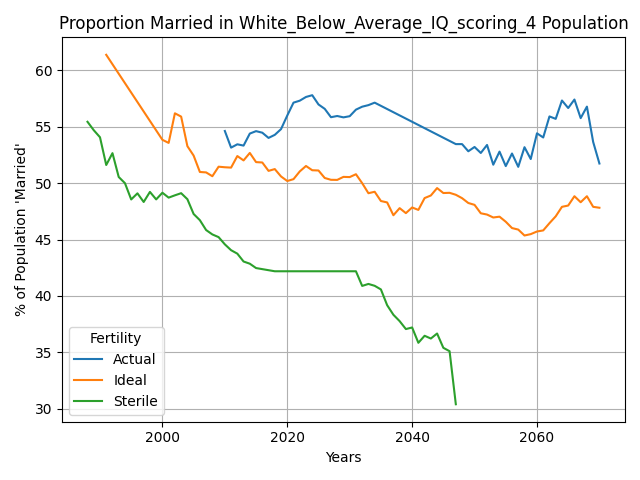 Proportion Married in White_Below_Average_IQ_scoring_4 Population
% of Population 'Married'
60
55
50
45
40
35
30
Fertility
Actual
Ideal
Sterile
2000
2020
2040
2060
Years